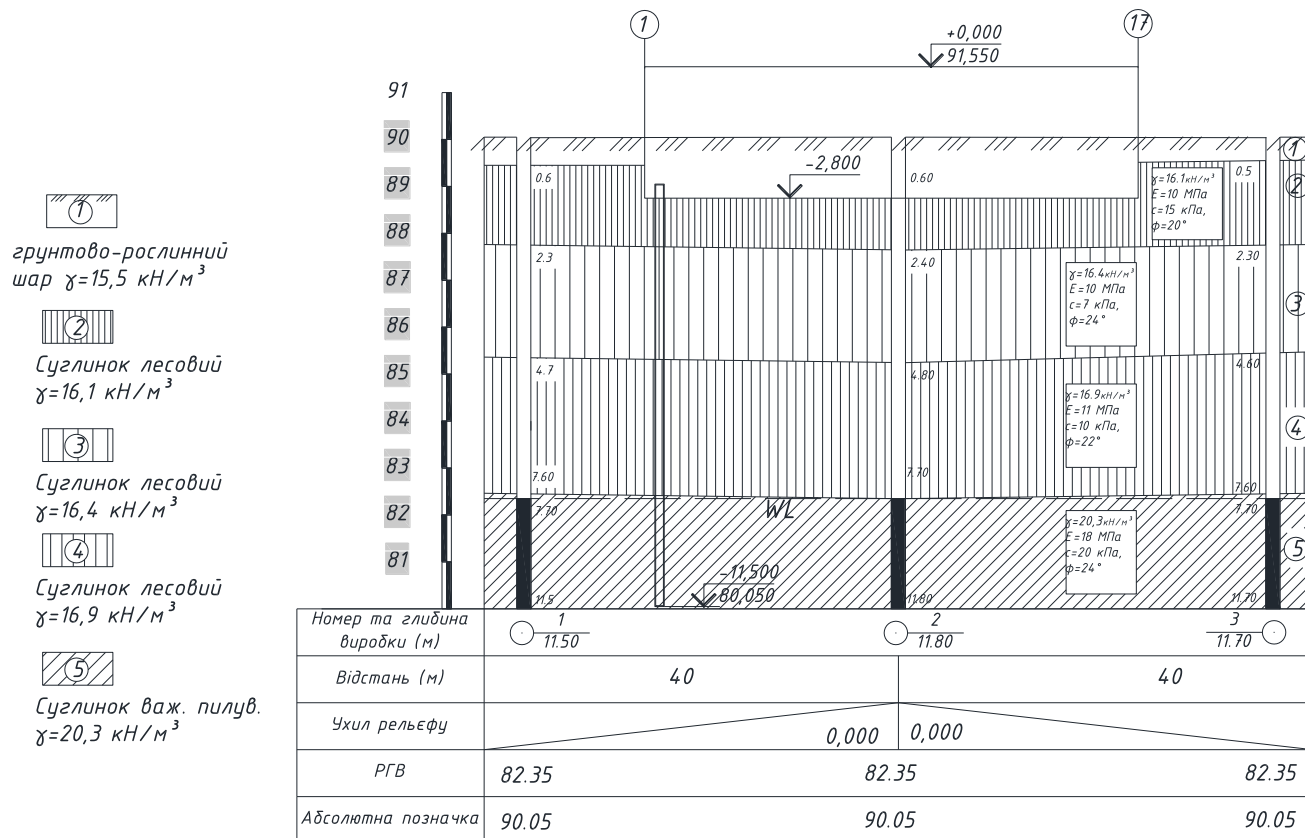 1
17
+0,000
91,550
91
90
89
88
87
86
85
84
83
82
81
1
грунтово-рослинний
шар γ=15,5 кН/м³
2
Суглинок лесовий
γ=16,1 кН/м³
3
Суглинок лесовий
γ=16,4 кН/м³
4
Суглинок лесовий
γ=16,9 кН/м³
5
Суглинок важ. пилув.
γ=20,3 кН/м³
-2,800
0.6
0.60
0.5
γ=16.1кН/м³
E=10 МПа
c=15 кПа,
φ=20°
1
2
2.3
2.40
2.30
γ=16.4кН/м³
E=10 МПа
c=7 кПа,
φ=24°
3
4.7
4.80
4.60
γ=16.9кН/м³
E=11 МПа
c=10 кПа,
φ=22°
4
7.60
7.70
7.60
7.70
WL
7.70
γ=20,3кН/м³
E=18 МПа
c=20 кПа,
φ=24°
5
-11,500
80,050
11.5
11.80
11.70
Номер та глибина
виробки (м)
1
11.50
2
11.80
3
11.70
Відстань (м)
40
40
Ухил рельєфу
0,000
0,000
РГВ
82.35
82.35
82.35
Абсолютна позначка
90.05
90.05
90.05